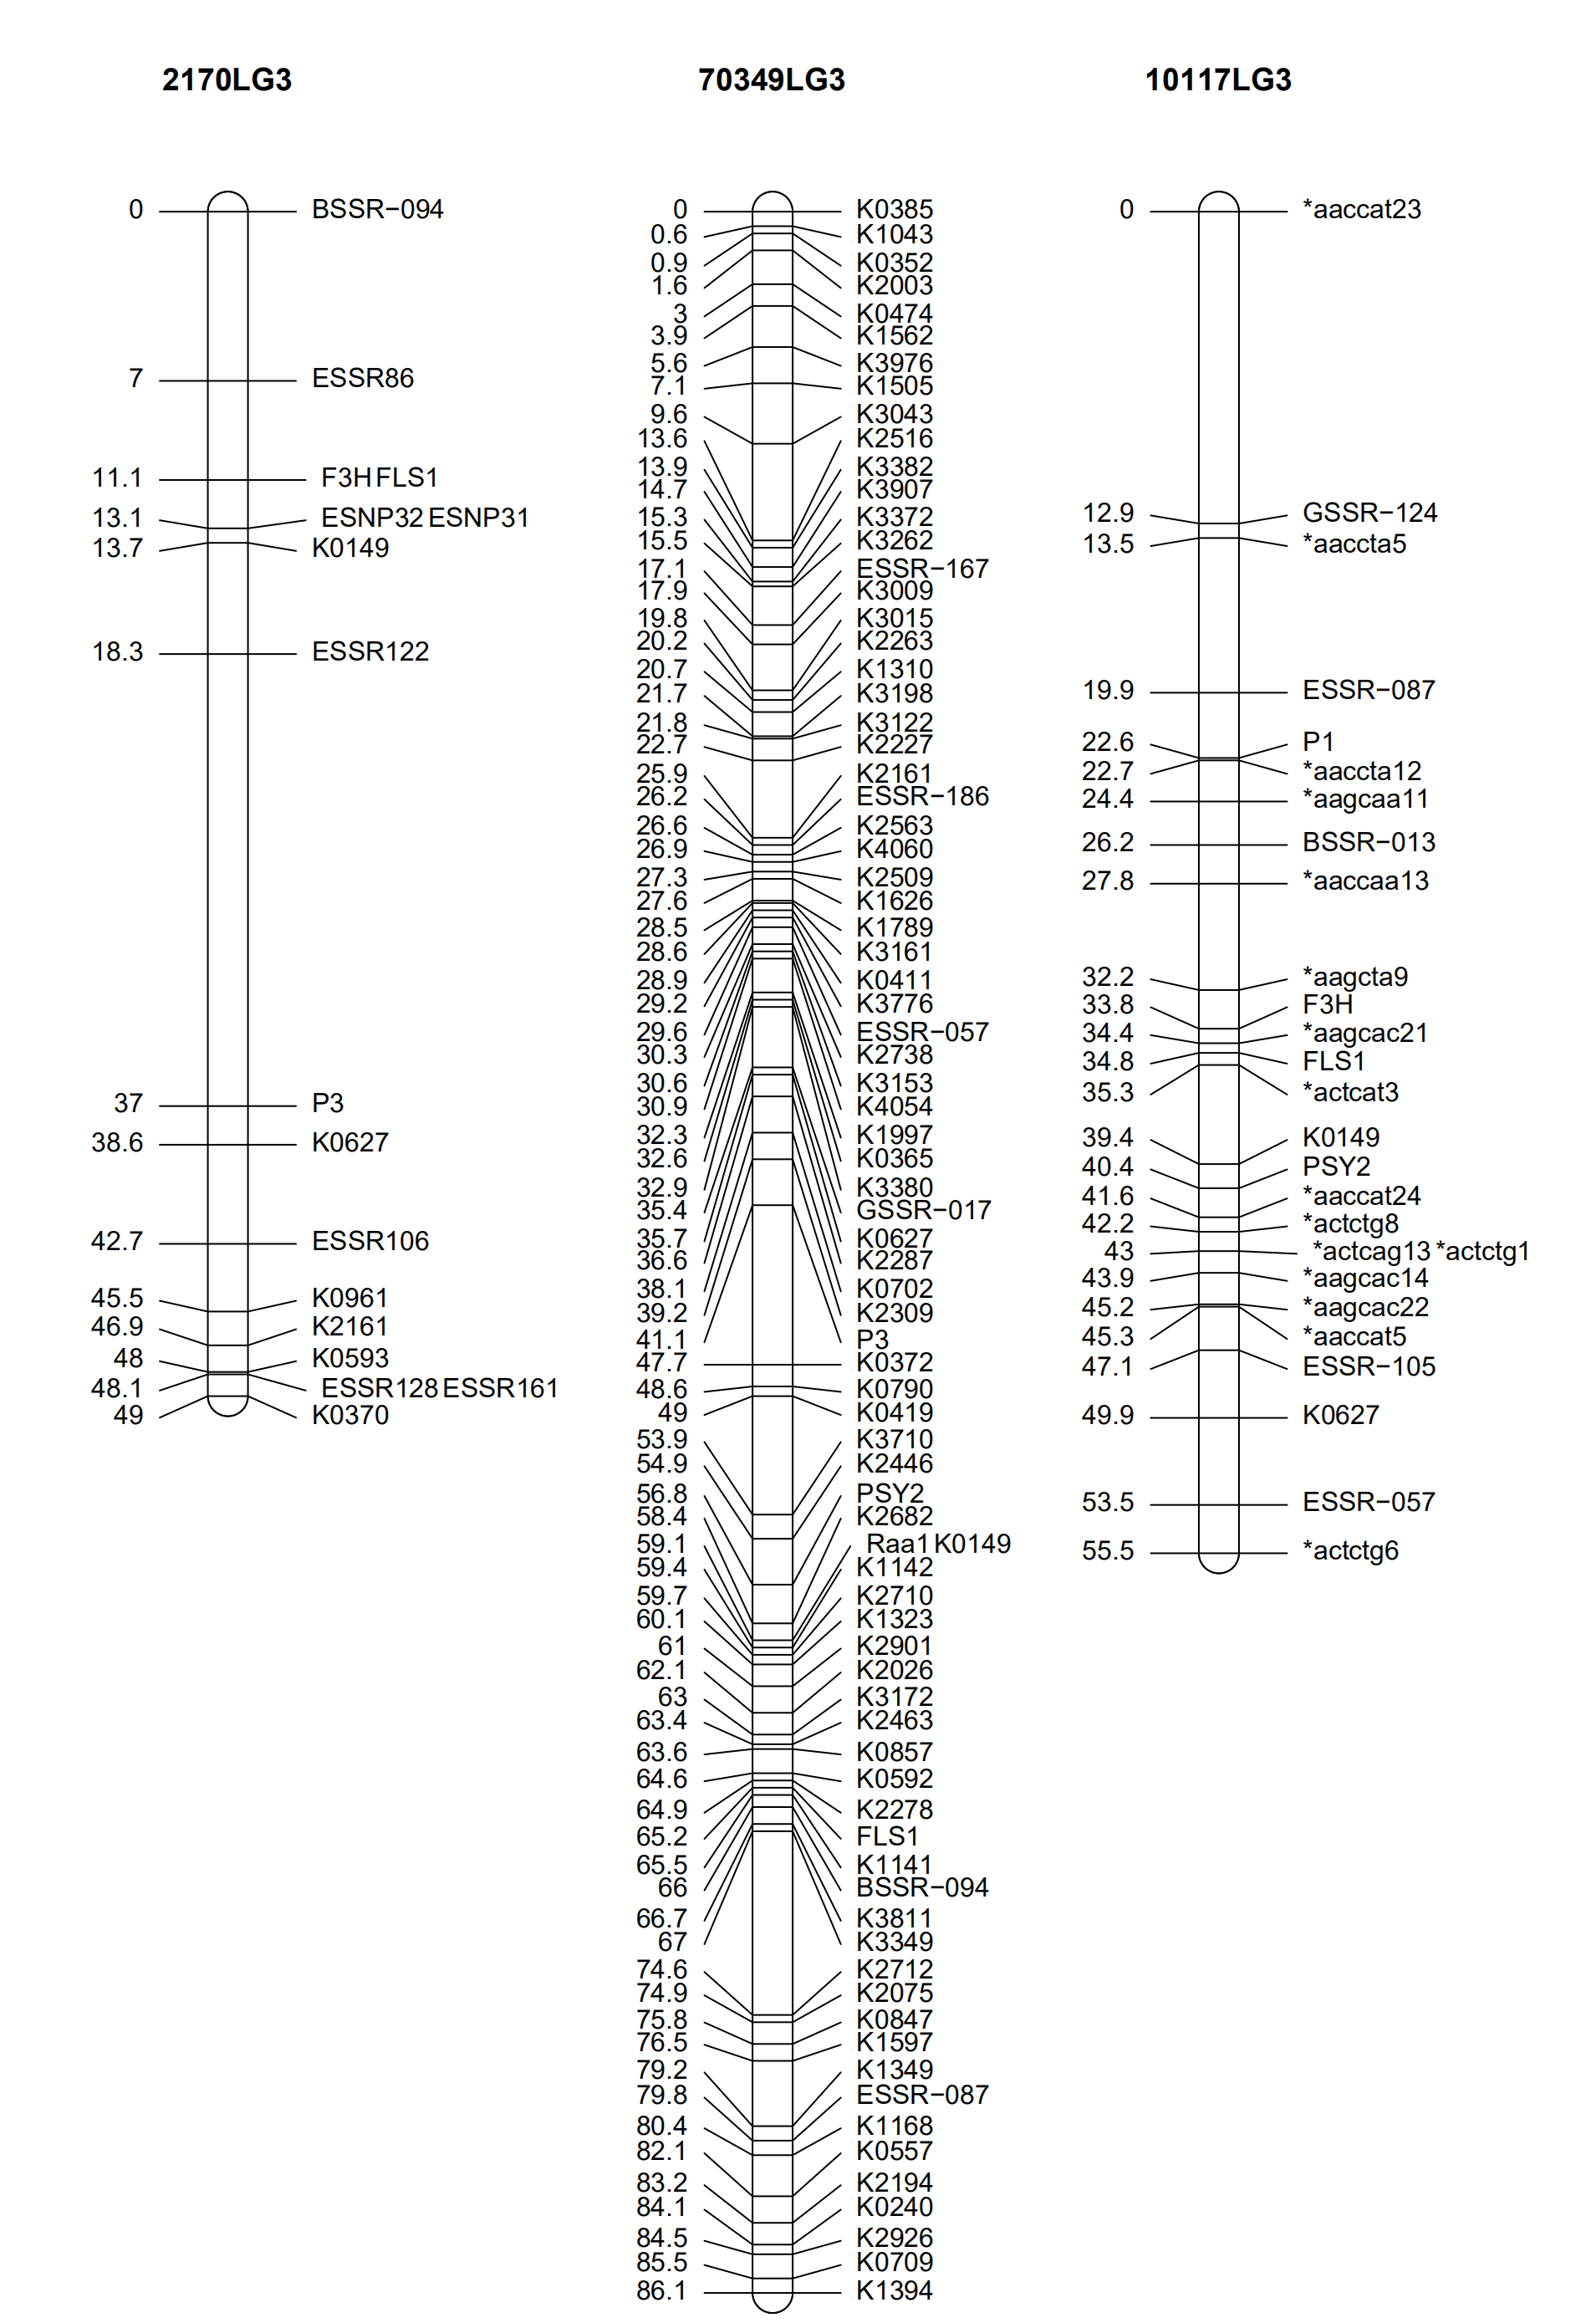 2170LG3
0 BSSR−094
7 ESSR86
11.1 F3H FLS1
13.1 ESNP32 ESNP31
13.7 K0149
18.3 ESSR122
37 P3
38.6 K0627
42.7 ESSR106
45.5 K0961
46.9 K2161
48 K0593
48.1 ESSR128 ESSR161
49 K0370
70349LG3
0 K0385
0.6 K1043
0.9 K0352
1.6 K2003
3 K0474
3.9 K1562
5.6 K3976
7.1 K1505
9.6 K3043
13.6 K2516
13.9 K3382
14.7 K3907
15.3 K3372
15.5 K3262
17.1 ESSR−167
17.9 K3009
19.8 K3015
20.2 K2263
20.7 K1310
21.7 K3198
21.8 K3122
22.7 K2227
25.9 K2161
26.2 ESSR−186
26.6 K2563
26.9 K4060
27.3 K2509
27.6 K1626
28.5 K1789
28.6 K3161
28.9 K0411
29.2 K3776
29.6 ESSR−057
30.3 K2738
30.6 K3153
30.9 K4054
32.3 K1997
32.6 K0365
32.9 K3380
35.4 GSSR−017
35.7 K0627
36.6 K2287
38.1 K0702
39.2 K2309
41.1 P3
47.7 K0372
48.6 K0790
49 K0419
53.9 K3710
54.9 K2446
56.8 PSY2
58.4 K2682
59.1 Raa1 K0149
59.4 K1142
59.7 K2710
60.1 K1323
61 K2901
62.1 K2026
63 K3172
63.4 K2463
63.6 K0857
64.6 K0592
64.9 K2278
65.2 FLS1
65.5 K1141
66 BSSR−094
66.7 K3811
67 K3349
74.6 K2712
74.9 K2075
75.8 K0847
76.5 K1597
79.2 K1349
79.8 ESSR−087
80.4 K1168
82.1 K0557
83.2 K2194
84.1 K0240
84.5 K2926
85.5 K0709
86.1 K1394
10117LG3
0 *aaccat23
12.9 GSSR−124
13.5 *aaccta5
19.9 ESSR−087
22.6 P1
22.7 *aaccta12
24.4 *aagcaa11
26.2 BSSR−013
27.8 *aaccaa13
32.2 *aagcta9
33.8 F3H
34.4 *aagcac21
34.8 FLS1
35.3 *actcat3
39.4 K0149
40.4 PSY2
41.6 *aaccat24
42.2 *actctg8
43 *actcag13 *actctg1
43.9 *aagcac14
45.2 *aagcac22
45.3 *aaccat5
47.1 ESSR−105
49.9 K0627
53.5 ESSR−057
55.5 *actctg6